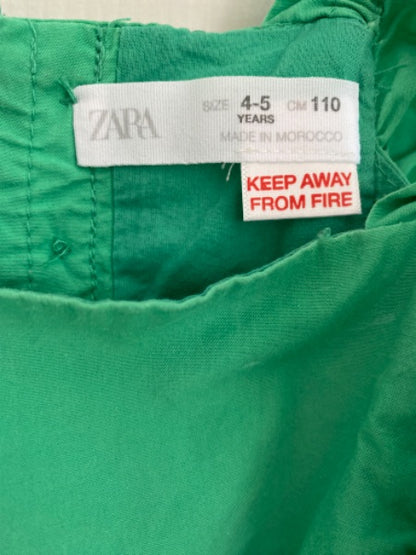 ZARA SIZE 4-5 CM 110
YEARS
MADE IN MOROCCO
KEEP AWAY
FROM FIRE